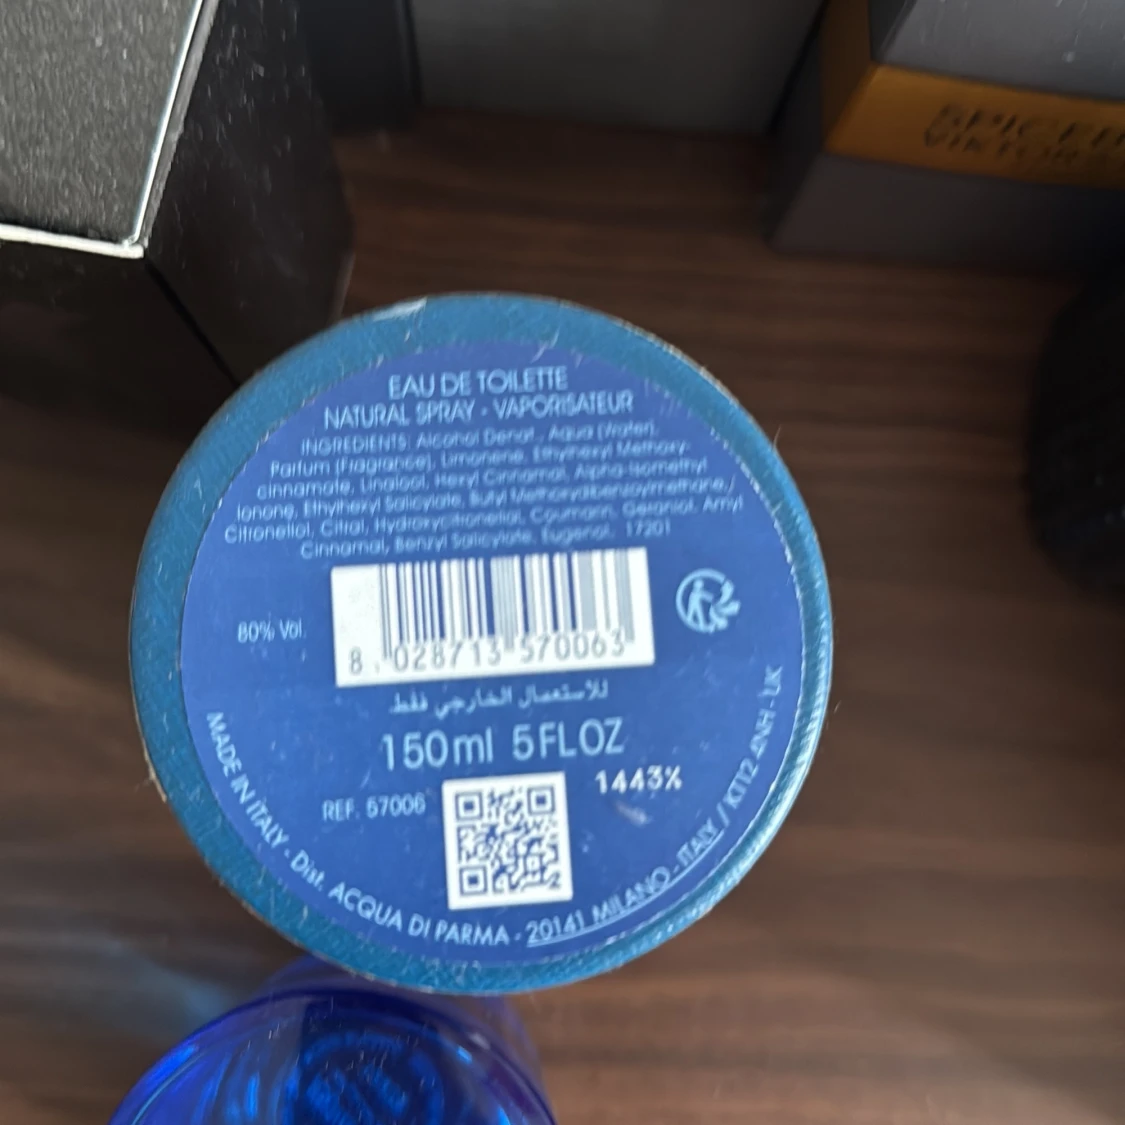 SPICEB
VIKTOR
EAU DE TOILETTE
NATURAL SPRAY - VAPORISATEUR
INGREDIENTS: Alcohol Denat., Aqua (Water),
Parfum (Fragrance), Limonene, Ethylhexyl Methoxy-
cinnamate, Linalool, Hexyl Cinnamal, Alpha-Isomethyl
Ionone, Ethylhexyl Salicylate, Butyl Methoxydibenzoylmethane,
Citronellol, Citral, Hydroxycitronellal, Coumarin, Geraniol, Amyl
Cinnamal, Benzyl Salicylate, Eugenol. 17201
80% Vol.
8 028713 570063
للاستعمال الخارجي فقط
150ml 5FLOZ
1443%
REF. 57006
MADE IN ITALY - Dist. ACQUA DI PARMA - 20141 MILANO - ITALY / KT12 4NH - UK